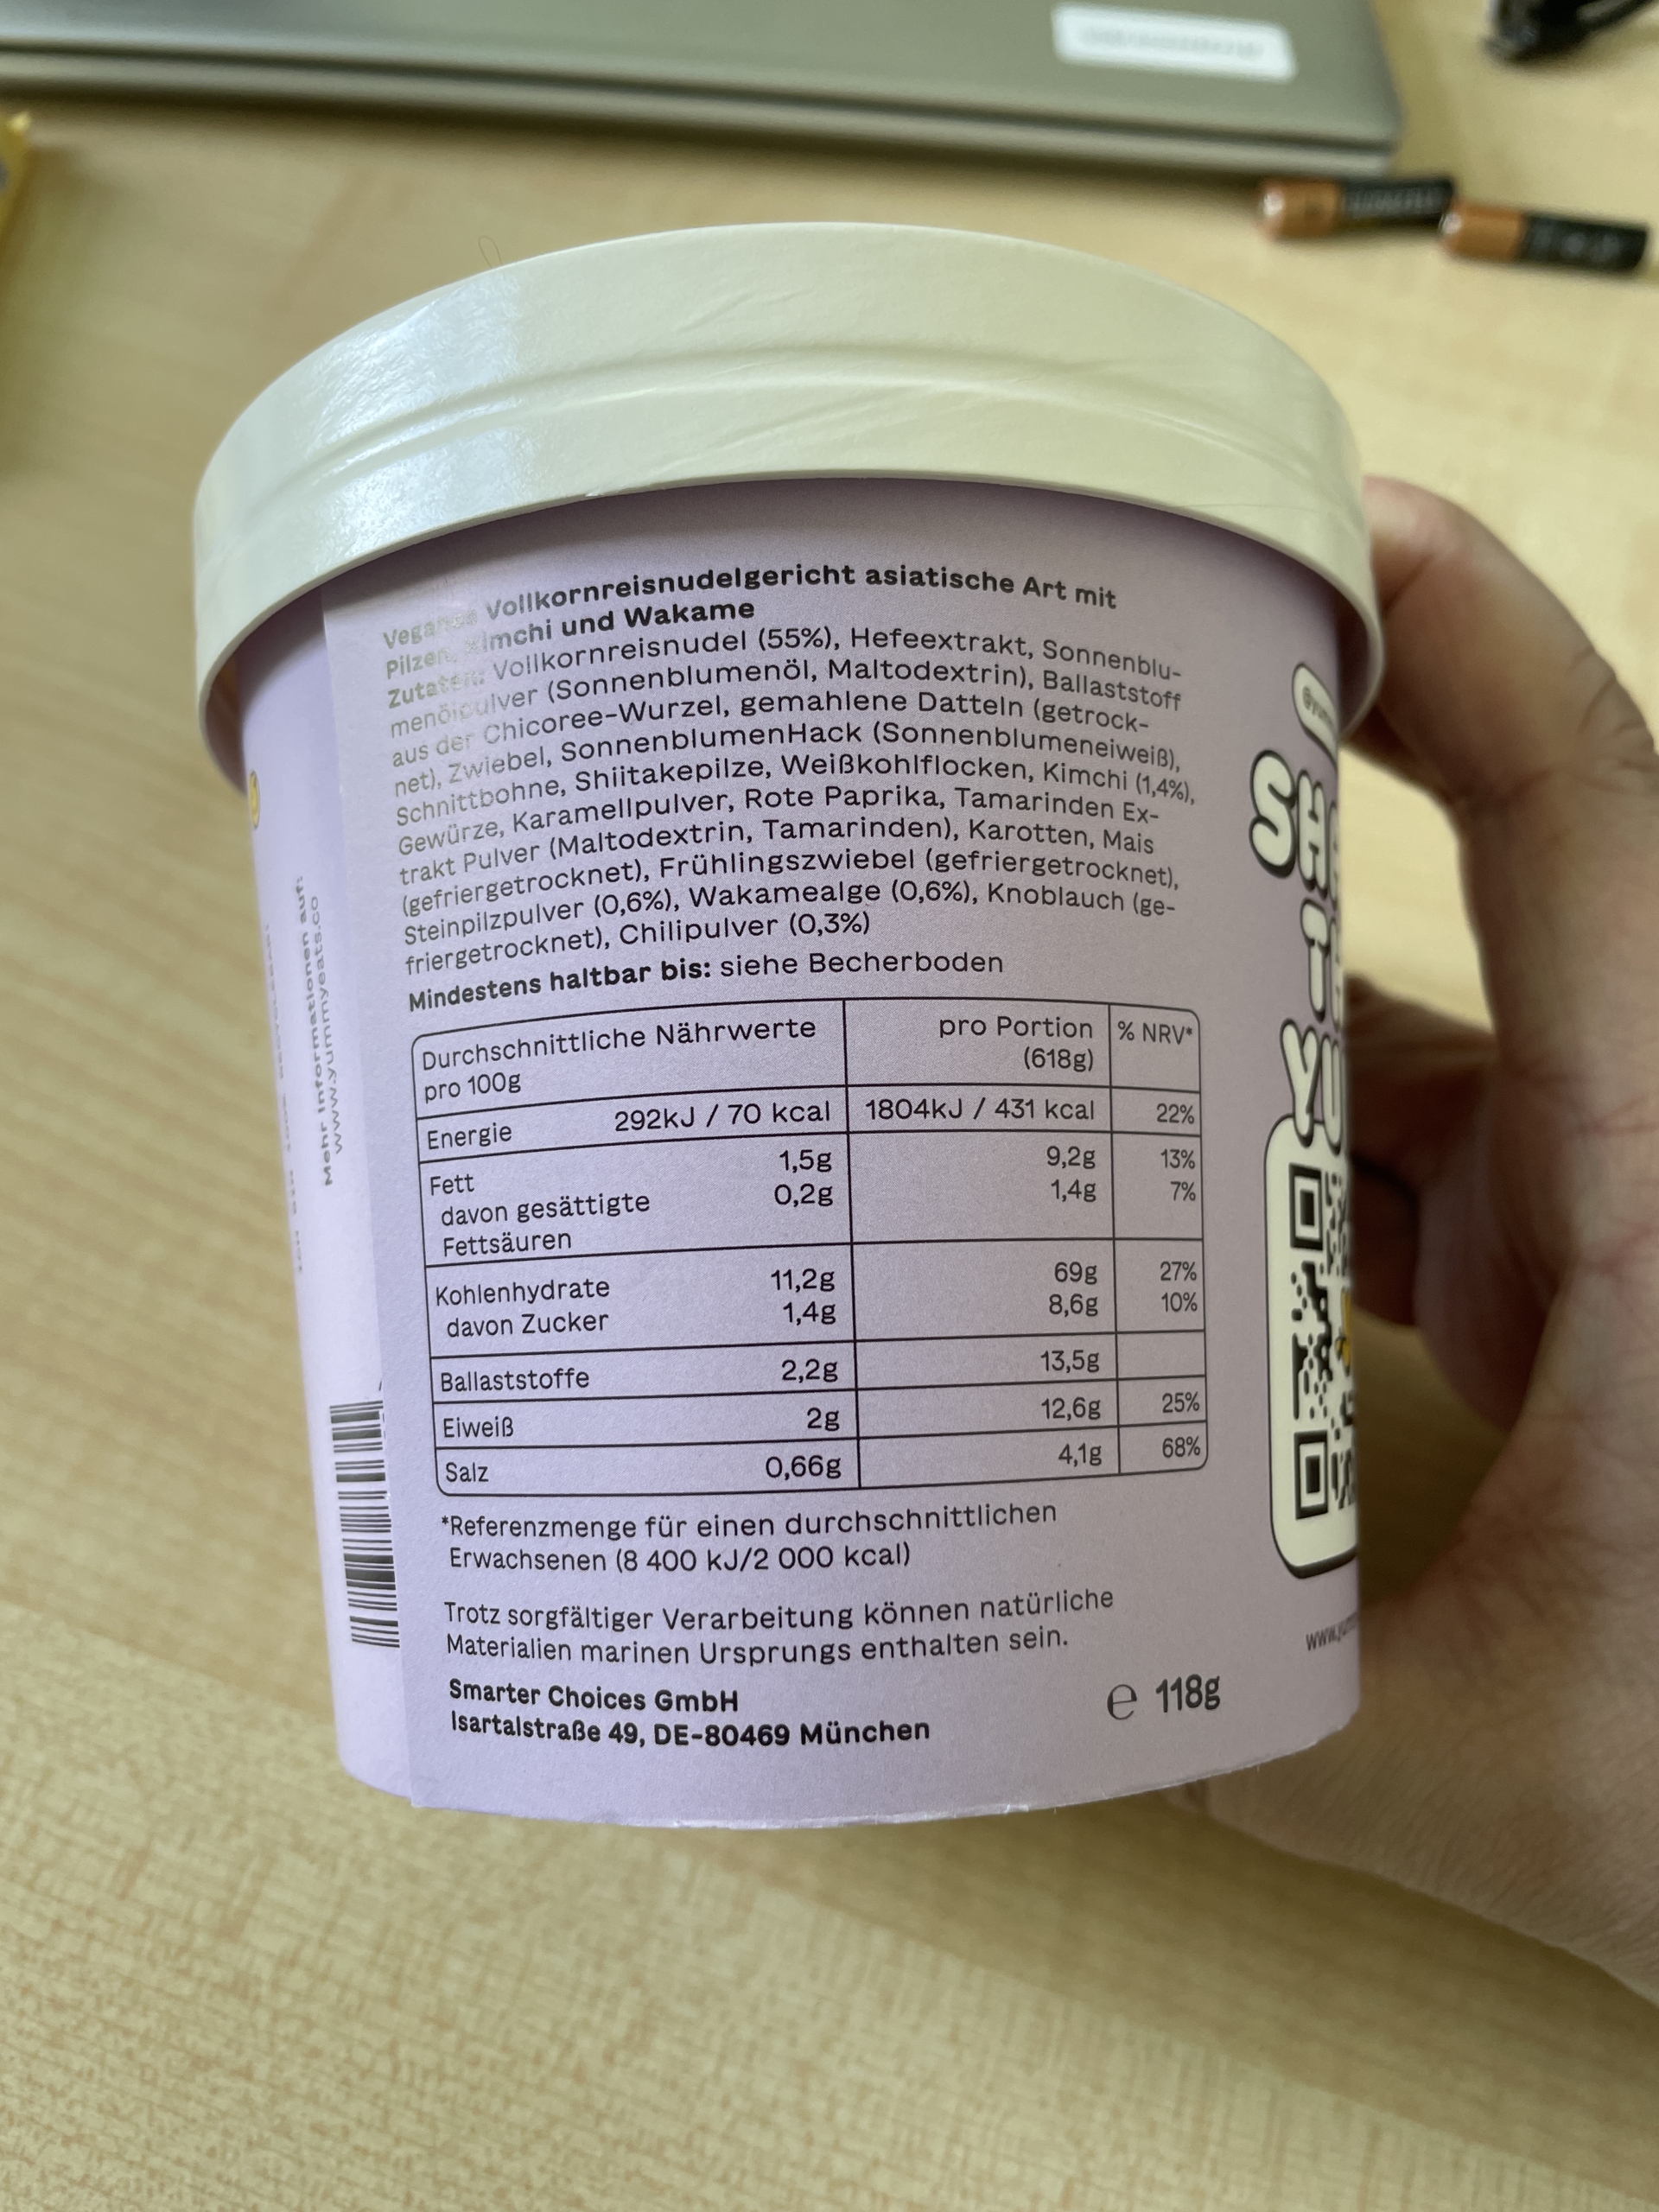 Veganes Vollkornreisnudelgericht asiatische Art mit
Pilzen, Kimchi und Wakame
Zutaten: Vollkornreisnudel (55%), Hefeextrakt, Sonnenblu-
menölpulver (Sonnenblumenöl, Maltodextrin), Ballaststoff
aus der Chicoree-Wurzel, gemahlene Datteln (getrock-
net), Zwiebel, SonnenblumenHack (Sonnenblumeneiweiß),
Schnittbohne, Shiitakepilze, Weißkohlflocken, Kimchi (1,4%),
Gewürze, Karamellpulver, Rote Paprika, Tamarinden Ex-
trakt Pulver (Maltodextrin, Tamarinden), Karotten, Mais
(gefriergetrocknet), Frühlingszwiebel (gefriergetrocknet),
Steinpilzpulver (0,6%), Wakamealge (0,6%), Knoblauch (ge-
friergetrocknet), Chilipulver (0,3%)
Mindestens haltbar bis: siehe Becherboden
Durchschnittliche Nährwerte pro Portion % NRV*
pro 100g (618g)
Energie 292kJ / 70 kcal 1804kJ / 431 kcal 22%
Fett 1,5g 9,2g 13%
davon gesättigte 0,2g 1,4g 7%
Fettsäuren
Kohlenhydrate 11,2g 69g 27%
davon Zucker 1,4g 8,6g 10%
Ballaststoffe 2,2g 13,5g
Eiweiß 2g 12,6g 25%
Salz 0,66g 4,1g 68%
*Referenzmenge für einen durchschnittlichen
Erwachsenen (8 400 kJ/2 000 kcal)
Trotz sorgfältiger Verarbeitung können natürliche
Materialien marinen Ursprungs enthalten sein.
Smarter Choices GmbH
Isartalstraße 49, DE-80469 München
e 118g
Mehr Informationen auf:
www.yummyeats.co
SH
YU
www.yum